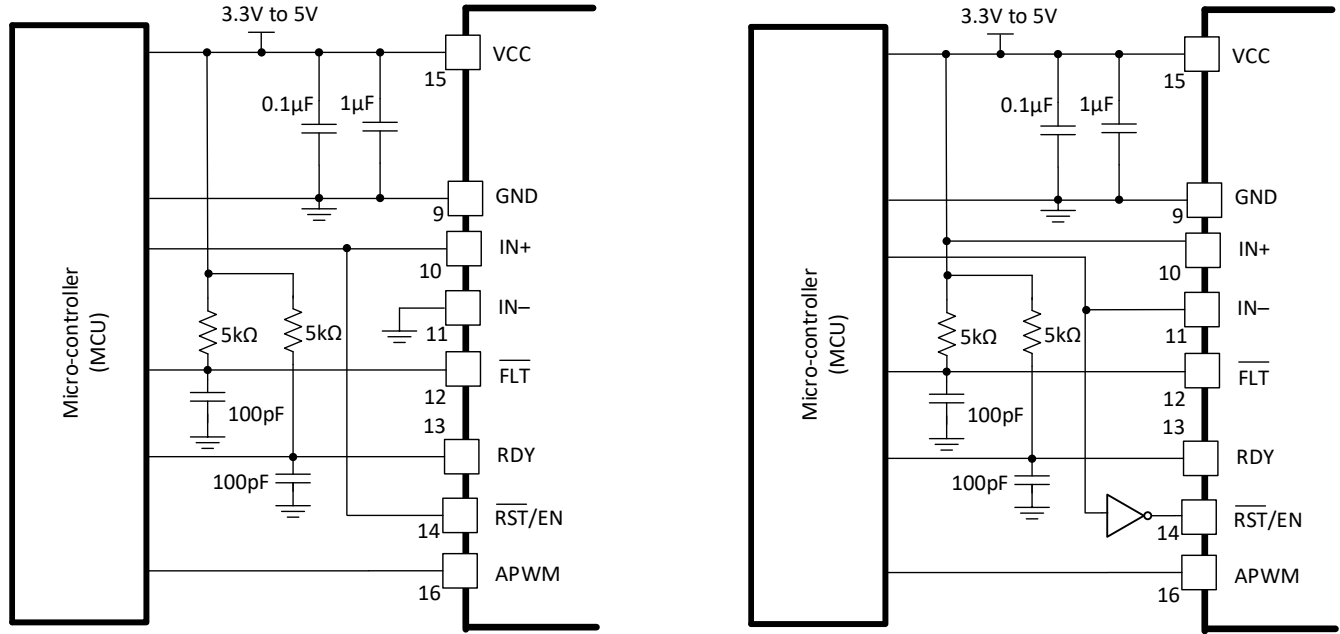 3.3V to 5V
VCC
15
0.1µF
1µF
GND
9
IN+
10
IN–
11
5kΩ
5kΩ
FLT
12
100pF
13
RDY
100pF
RST/EN
14
APWM
16
Micro-controller
(MCU)
3.3V to 5V
VCC
15
0.1µF
1µF
GND
9
IN+
10
IN–
11
5kΩ
5kΩ
FLT
12
100pF
13
RDY
100pF
RST/EN
14
APWM
16
Micro-controller
(MCU)